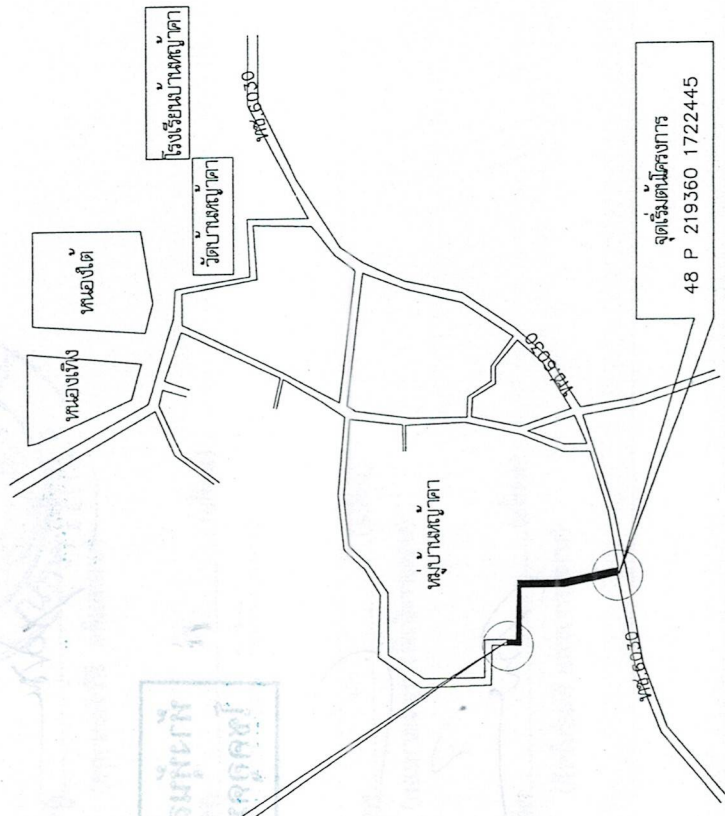 โรงเรียนบ้านหญ้าคา
วัดบ้านหญ้าคา
หนองใต้
หนองเทิง
ทช.6030
ทช.6030
หมู่บ้านหญ้าคา
ทช.6030
จุดเริ่มต้นโครงการ
48 P 219360 1722445